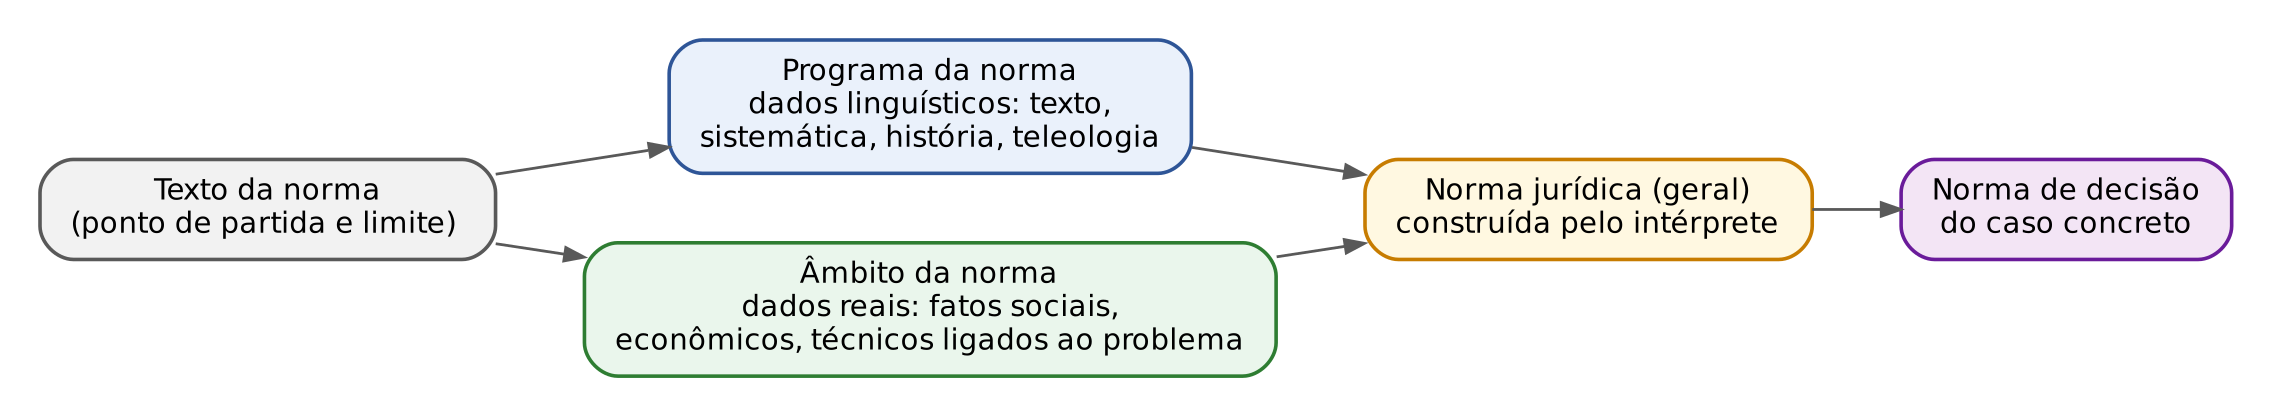 Texto da norma
(ponto de partida e limite)
Programa da norma
dados linguísticos: texto,
sistemática, história, teleologia
Âmbito da norma
dados reais: fatos sociais,
econômicos, técnicos ligados ao problema
Norma jurídica (geral)
construída pelo intérprete
Norma de decisão
do caso concreto